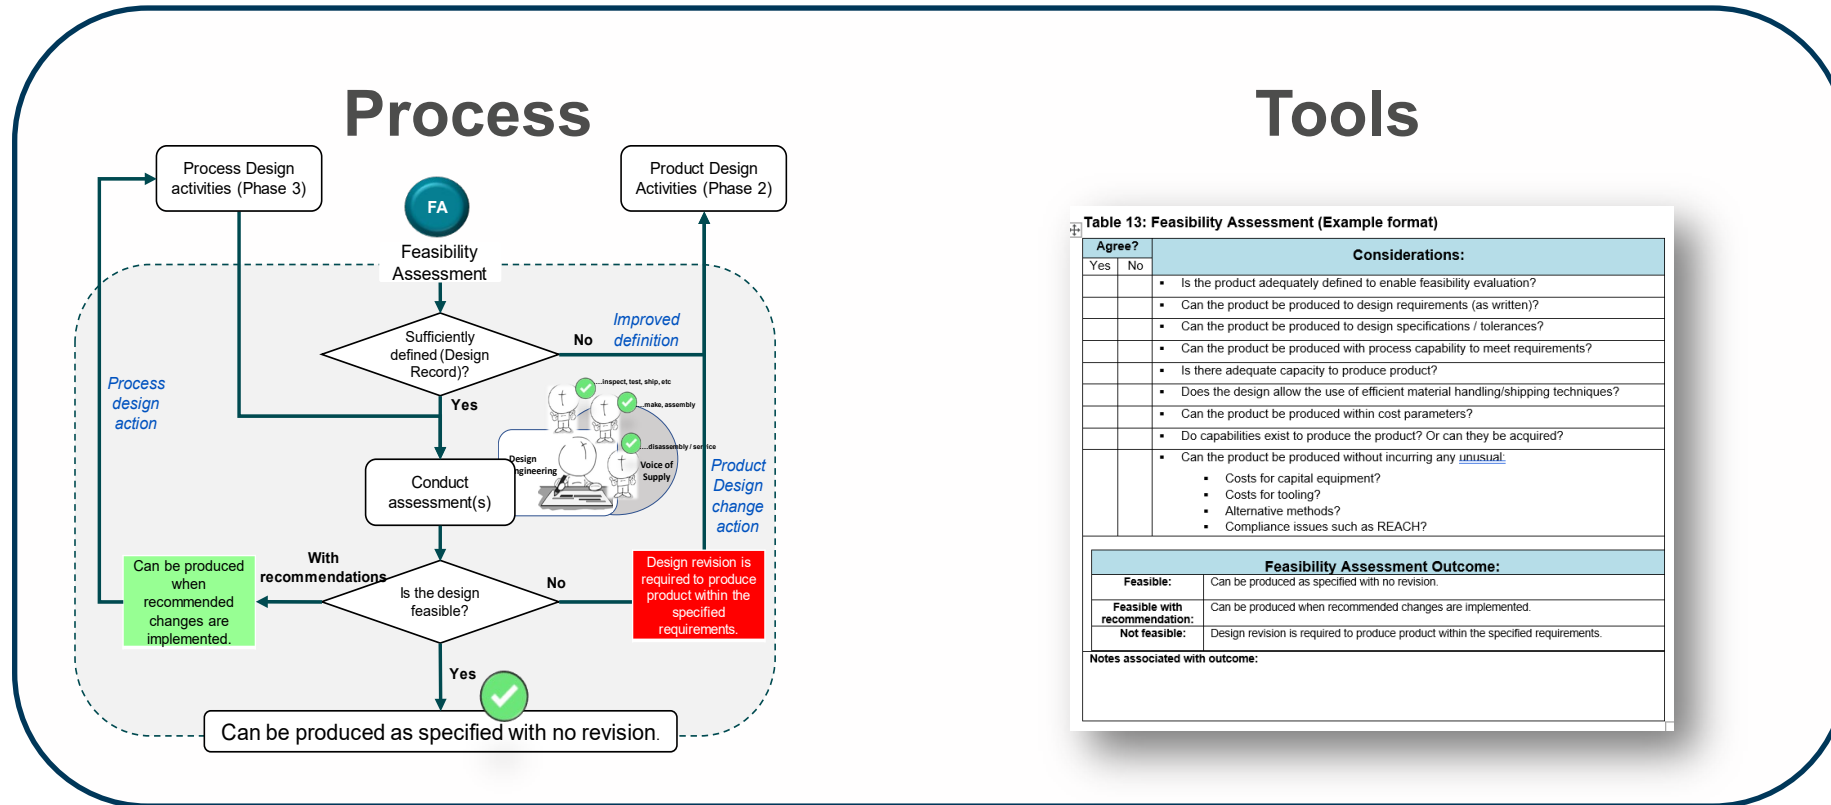 Process
Tools
Process Design
activities (Phase 3)
Product Design
Activities (Phase 2)
FA
Feasibility
Assessment
Sufficiently
defined (Design
Record)?
No
Improved
definition
Yes
Process
design
action
....inspect, test, ship, etc
....make, assembly
....disassembly / service
Design
Engineering
Voice of
Supply
Product
Design
change
action
Conduct
assessment(s)
With
recommendations
Can be produced
when
recommended
changes are
implemented.
Is the design
feasible?
No
Design revision is
required to produce
product within the
specified
requirements.
Yes
Can be produced as specified with no revision.
Table 13: Feasibility Assessment (Example format)
Agree?
Considerations:
Yes No
▪ Is the product adequately defined to enable feasibility evaluation?
▪ Can the product be produced to design requirements (as written)?
▪ Can the product be produced to design specifications / tolerances?
▪ Can the product be produced with process capability to meet requirements?
▪ Is there adequate capacity to produce product?
▪ Does the design allow the use of efficient material handling/shipping techniques?
▪ Can the product be produced within cost parameters?
▪ Do capabilities exist to produce the product? Or can they be acquired?
▪ Can the product be produced without incurring any unusual:
▪ Costs for capital equipment?
▪ Costs for tooling?
▪ Alternative methods?
▪ Compliance issues such as REACH?
Feasibility Assessment Outcome:
Feasible: Can be produced as specified with no revision.
Feasible with
recommendation: Can be produced when recommended changes are implemented.
Not feasible: Design revision is required to produce product within the specified requirements.
Notes associated with outcome: